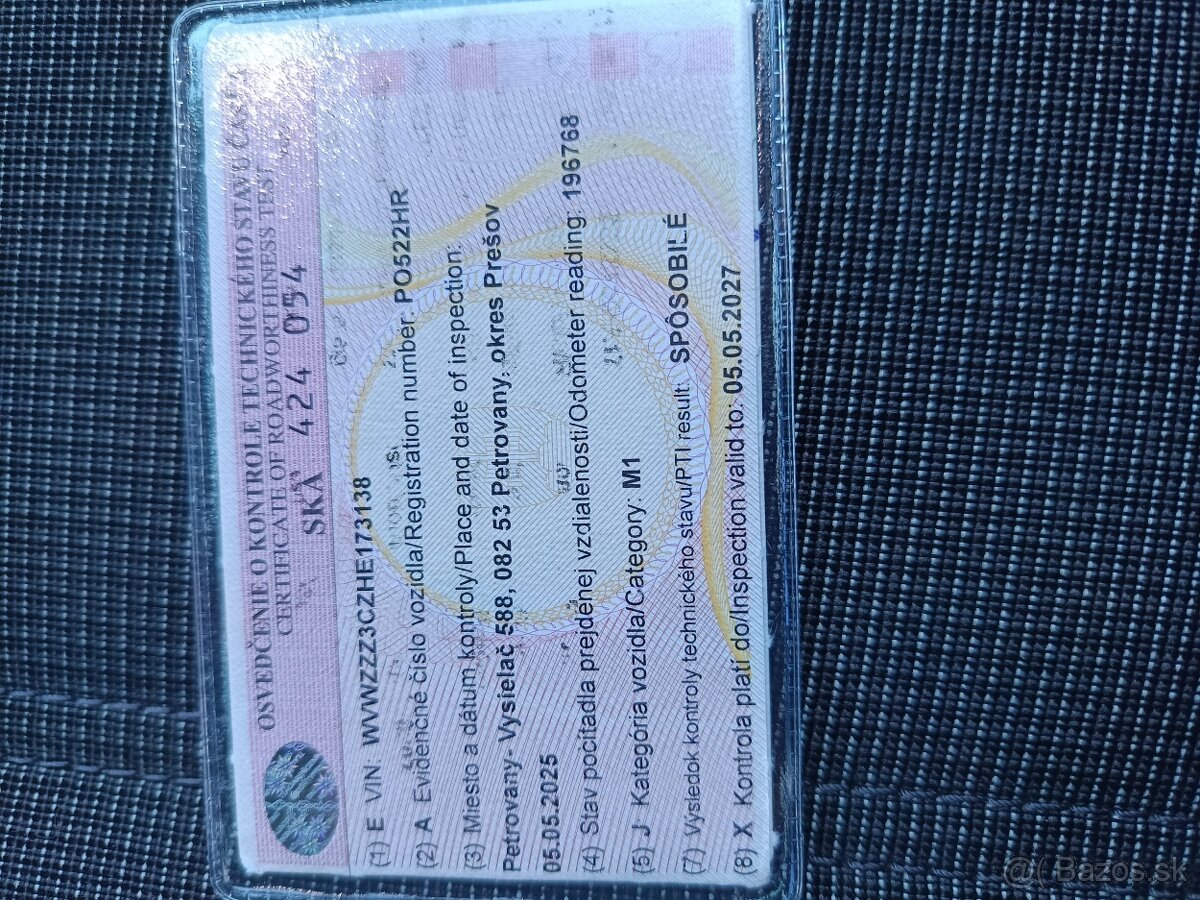 OSVEDČENIE O KONTROLE TECHNICKÉHO STAVU ČASŤ
CERTIFICATE OF ROADWORTHINESS TEST
SKA 424 054
(1) E VIN: WVWZZZ3CZHE173138
(2) A Evidenčné číslo vozidla/Registration number: PO522HR
(3) Miesto a dátum kontroly/Place and date of inspection:
Petrovany- Vysielač 588, 082 53 Petrovany, okres Prešov
05.05.2025
(4) Stav počítadla prejdenej vzdialenosti/Odometer reading: 196768
(5) J Kategória vozidla/Category: M1
(7) Výsledok kontroly technického stavu/PTI result: SPÔSOBILÉ
(8) X Kontrola platí do/Inspection valid to: 05.05.2027
@( Bazos.sk